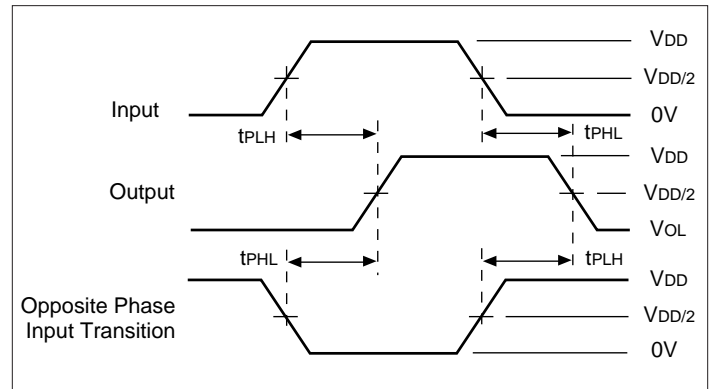 VDD
VDD/2
Input
0V
tPLH
tPHL
VDD
Output
VDD/2
VOL
tPHL
tPLH
VDD
Opposite Phase
Input Transition
VDD/2
0V